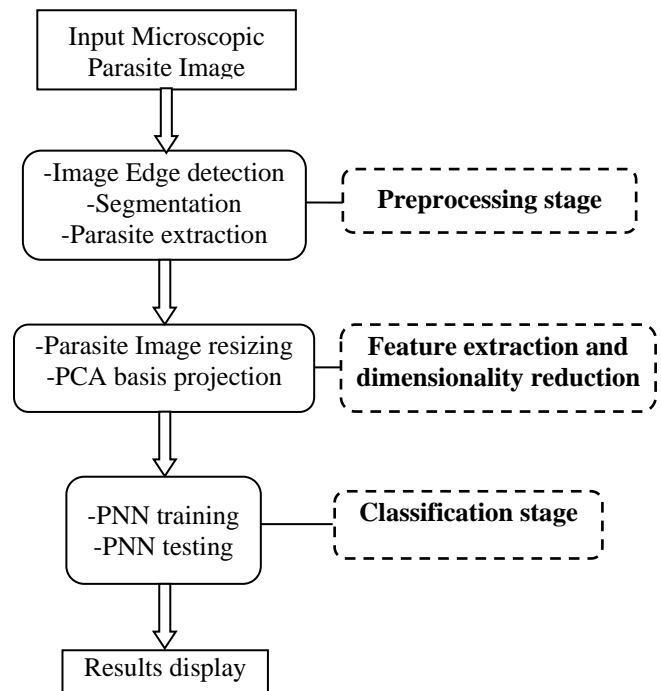 Input Microscopic
Parasite Image
-Image Edge detection
-Segmentation
-Parasite extraction
Preprocessing stage
-Parasite Image resizing
-PCA basis projection
Feature extraction and
dimensionality reduction
-PNN training
-PNN testing
Classification stage
Results display